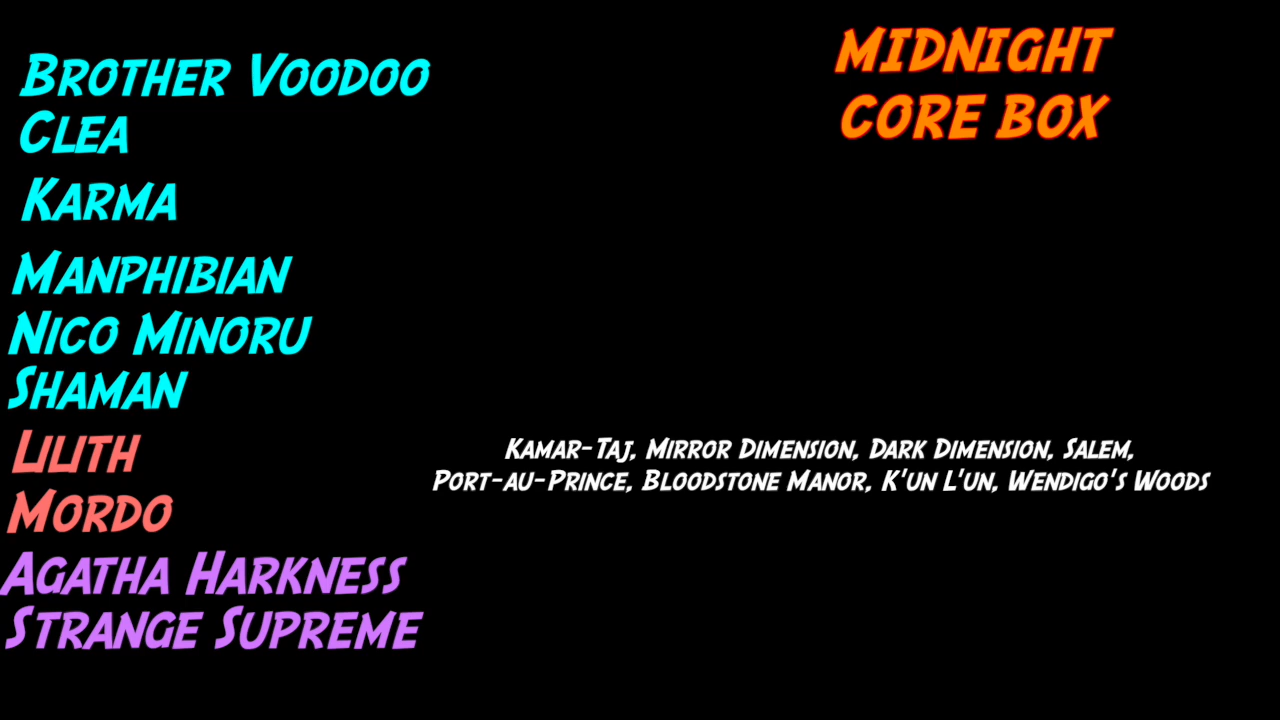 MIDNIGHT
CORE BOX
BROTHER VOODOO
CLEA
KARMA
MANPHIBIAN
NICO MINORU
SHAMAN
LILITH
MORDO
AGATHA HARKNESS
STRANGE SUPREME
KAMAR-TAJ, MIRROR DIMENSION, DARK DIMENSION, SALEM,
PORT-AU-PRINCE, BLOODSTONE MANOR, K'UN L'UN, WENDIGO'S WOODS